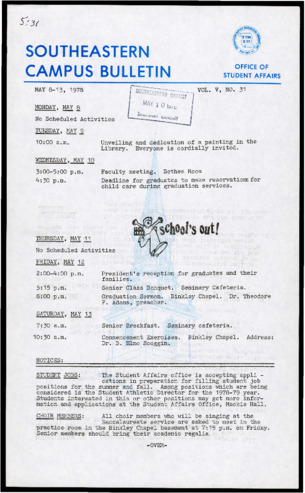 5-31
SOUTHEASTERN
CAMPUS BULLETIN
OFFICE OF
STUDENT AFFAIRS
MAY 8-13, 1978
VOL. V, NO. 31
MAY 10
MONDAY, MAY 8
No Scheduled Activities
TUESDAY, MAY 9
10:00 a.m. Unveiling and dedication of a painting in the
Library. Everyone is cordially invited.
WEDNESDAY, MAY 10
3:00-5:00 p.m. Faculty meeting. Bothea Room
4:30 p.m. Deadline for graduates to make reservations for
child care during graduation services.
school's out!
THURSDAY, MAY 11
No Scheduled Activities
FRIDAY, MAY 12
2:00-4:00 p.m. President's reception for graduates and their
families.
5:15 p.m. Senior Class Banquet. Seminary Cafeteria.
8:00 p.m. Graduation Sermon. Binkley Chapel. Dr. Theodore
F. Adams, preacher.
SATURDAY, MAY 13
7:30 a.m. Senior Breakfast. Seminary cafeteria.
10:30 a.m. Commencement Exercises. Binkley Chapel. Address:
Dr. B. Elmo Scoggin.
NOTICES:
STUDENT JOBS: The Student Affairs office is accepting appli-
cations in preparation for filling student job
positions for the summer and fall. Among positions which are being
considered is the Student Athletic Director for the 1978-79 year.
Students interested in this or other positions may get more infor-
mation and applications at the Student Affairs Office, Mackie Hall.
CHOIR MEMBERS: All choir members who will be singing at the
Baccalaureate service are asked to meet in the
practice room in the Binkley Chapel basement at 7:15 p.m. on Friday.
Senior members should bring their academic regalia.
-OVER-